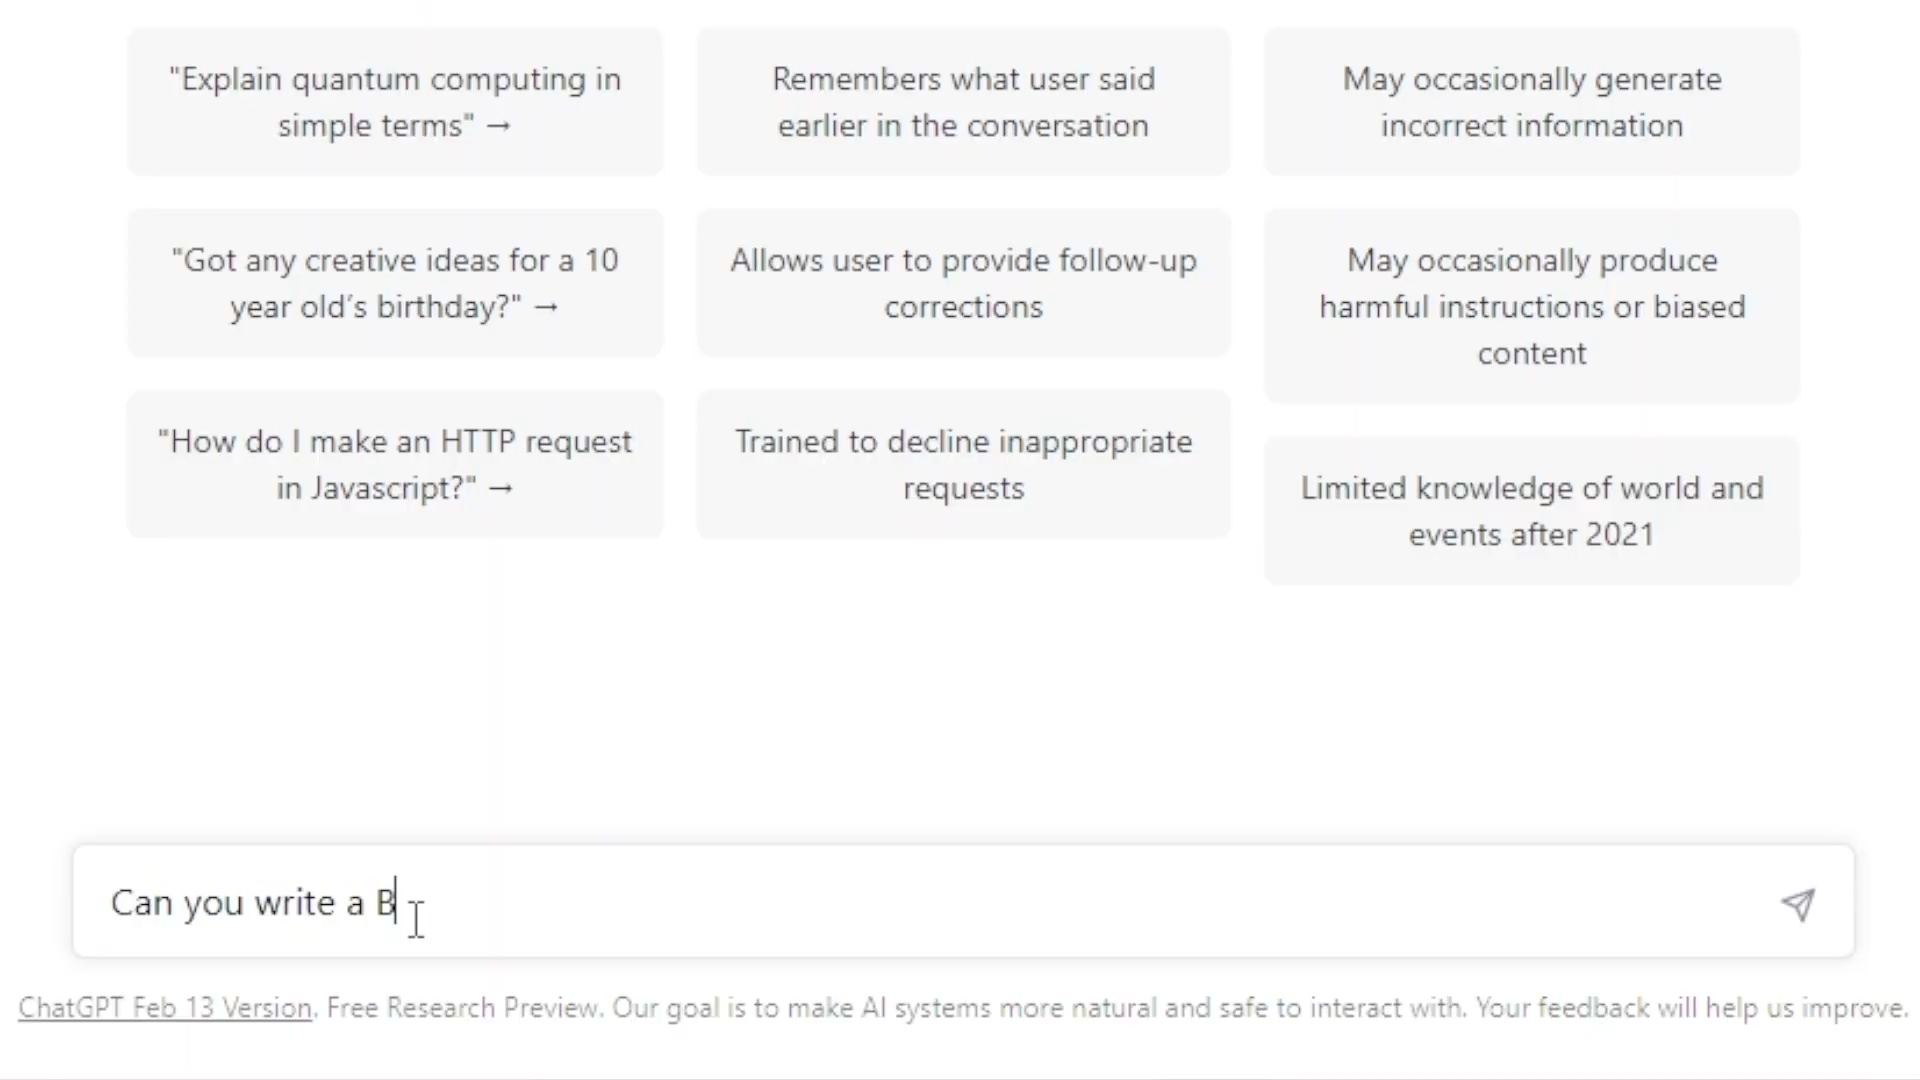 "Explain quantum computing in
simple terms" →
"Got any creative ideas for a 10
year old’s birthday?" →
"How do I make an HTTP request
in Javascript?" →
Remembers what user said
earlier in the conversation
Allows user to provide follow-up
corrections
Trained to decline inappropriate
requests
May occasionally generate
incorrect information
May occasionally produce
harmful instructions or biased
content
Limited knowledge of world and
events after 2021
Can you write a B
ChatGPT Feb 13 Version. Free Research Preview. Our goal is to make AI systems more natural and safe to interact with. Your feedback will help us improve.